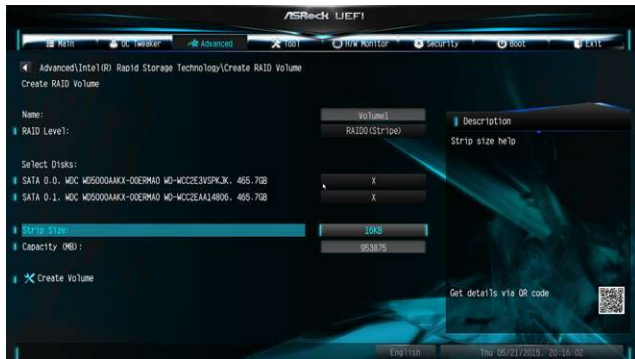 ASRock UEFI
Main OC Tweaker Advanced Tool H/W Monitor Security Boot Exit
Advanced\Intel(R) Rapid Storage Technology\Create RAID Volume
Create RAID Volume
Name: Volume1
RAID Level: RAID0(Stripe)
Select Disks:
SATA 0.0. WDC WD5000AAKX-00ERMA0 WD-WCC2E3VSPKJK. 465.7GB X
SATA 0.1. WDC WD5000AAKX-00ERMA0 WD-WCC2EAA14806. 465.7GB X
Strip Size: 16KB
Capacity (MB): 953875
Create Volume
Description
Strip size help
Get details via QR code
English Thu 05/21/2015. 20:16:02